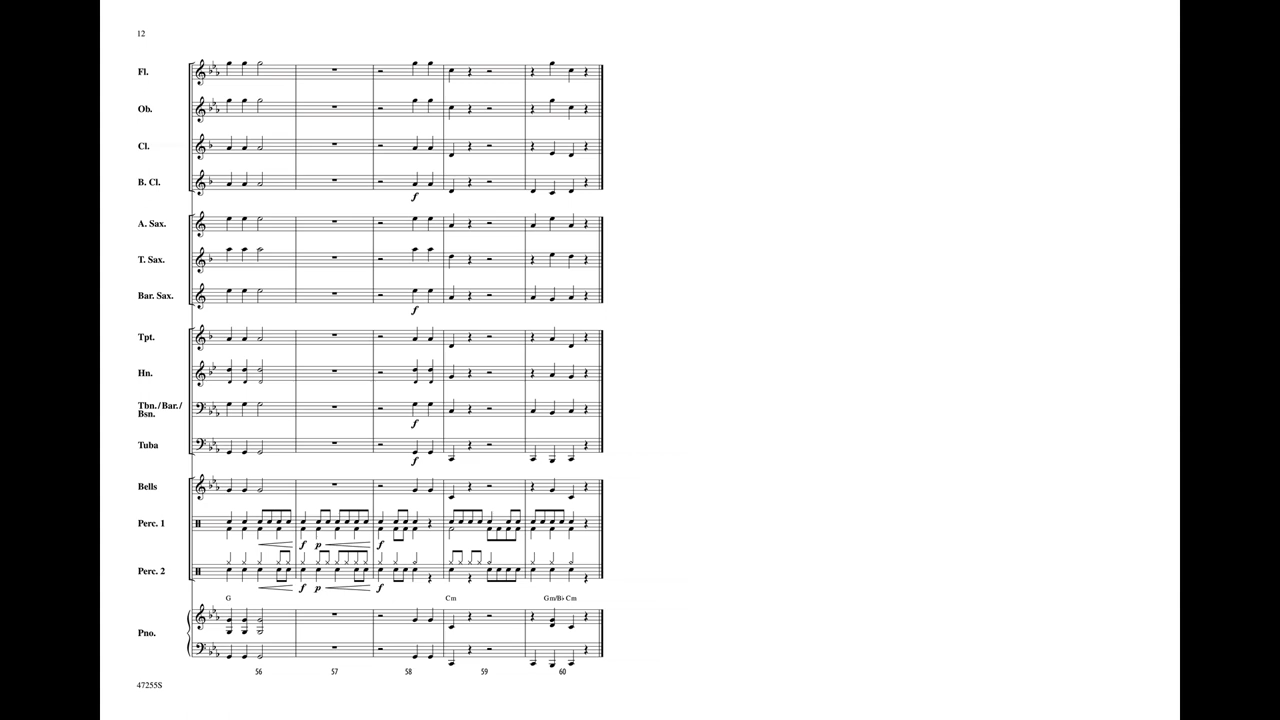 12
Fl.
Ob.
Cl.
B. Cl.
f
A. Sax.
T. Sax.
Bar. Sax.
f
Tpt.
Hn.
Tbn./Bar./
Bsn.
f
Tuba
f
Bells
Perc. 1
f p f
Perc. 2
f p f
G Cm Gm/B♭ Cm
Pno.
56 57 58 59 60
47255S